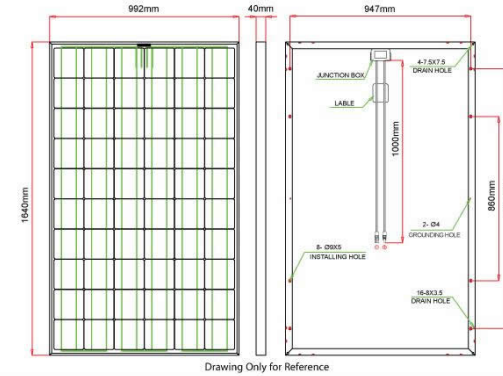 992mm
40mm
947mm
JUNCTION BOX
4-7.5X7.5
DRAIN HOLE
LABLE
1640mm
1000mm
860mm
2- Ø4
GROUNDING HOLE
8- Ø9X5
INSTALLING HOLE
16-8X3.5
DRAIN HOLE
Drawing Only for Reference